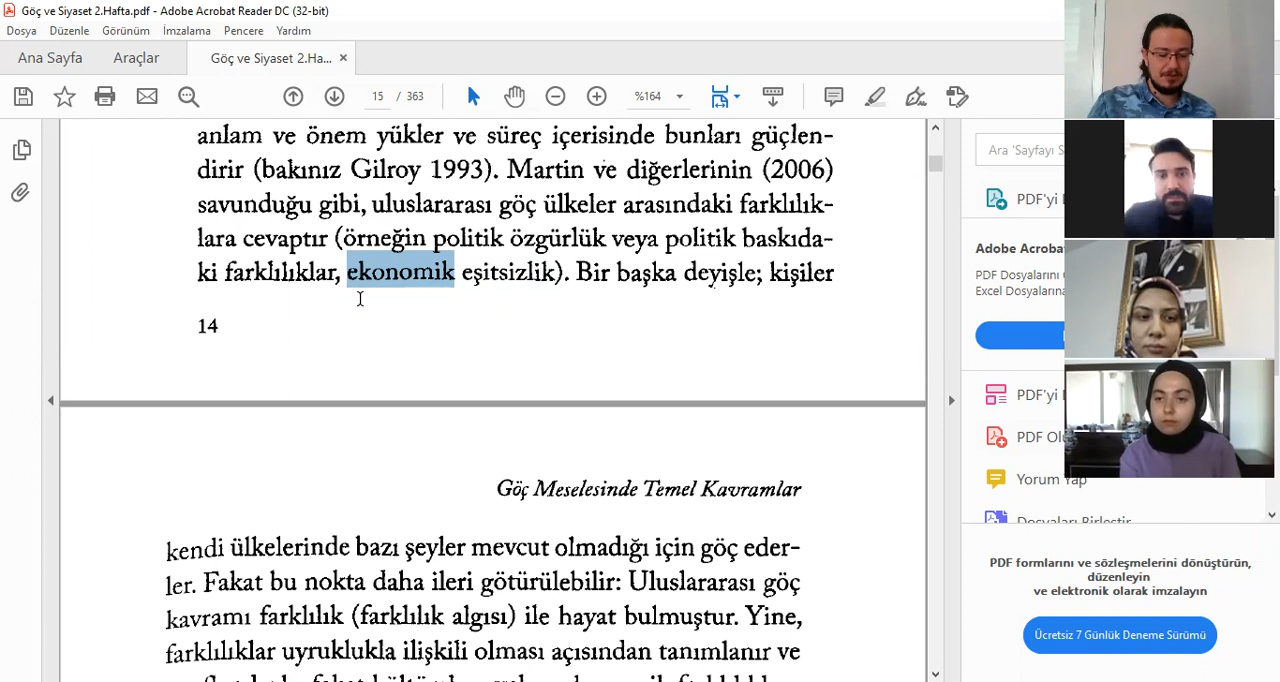 Göç ve Siyaset 2.Hafta.pdf - Adobe Acrobat Reader DC (32-bit)
Dosya Düzenle Görünüm İmzalama Pencere Yardım
Ana Sayfa Araçlar Göç ve Siyaset 2.Ha... ×
15 / 363 %164
anlam ve önem yükler ve süreç içerisinde bunları güçlen-
dirir (bakınız Gilroy 1993). Martin ve diğerlerinin (2006)
savunduğu gibi, uluslararası göç ülkeler arasındaki farklılık-
lara cevaptır (örneğin politik özgürlük veya politik baskıda-
ki farklılıklar, ekonomik eşitsizlik). Bir başka deyişle; kişiler
14
Göç Meselesinde Temel Kavramlar
kendi ülkelerinde bazı şeyler mevcut olmadığı için göç eder-
ler. Fakat bu nokta daha ileri götürülebilir: Uluslararası göç
kavramı farklılık (farklılık algısı) ile hayat bulmuştur. Yine,
farklılıklar uyruklukla ilişkili olması açısından tanımlanır ve
Ara 'Sayfayı S
PDF'yi
Adobe Acroba
PDF Dosyaların
Excel Dosyaların
PDF'yi
PDF Olu
Yorum Yap
Dosyaları Birleştir
PDF formlarını ve sözleşmelerini dönüştürün,
düzenleyin
ve elektronik olarak imzalayın
Ücretsiz 7 Günlük Deneme Sürümü